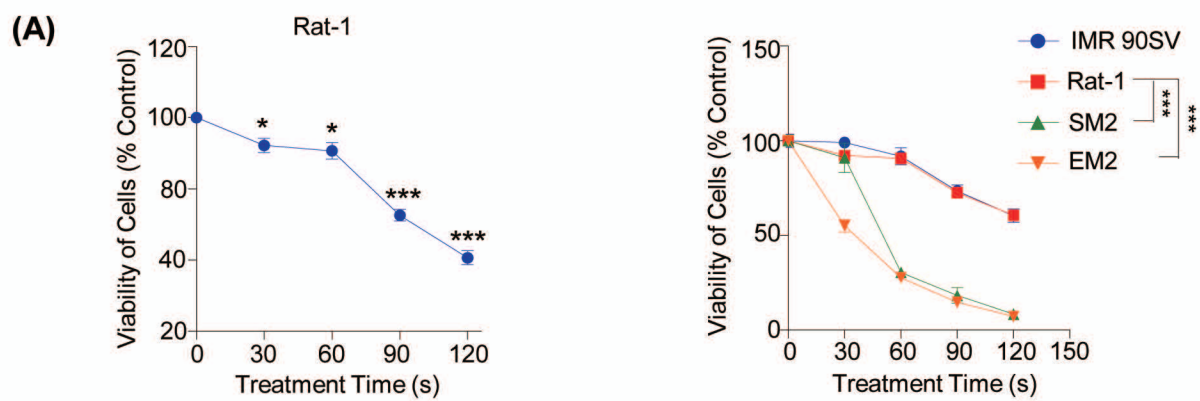 (A)
Rat-1
120
100
80
40
20
0 30 60 90 120
Treatment Time (s)
Viability of Cells (% Control)
*
*
***
***
150
100
50
0
0 30 60 90 120 150
Treatment Time (s)
Viability of Cells (% Control)
IMR 90SV
Rat-1
SM2
EM2
***
***